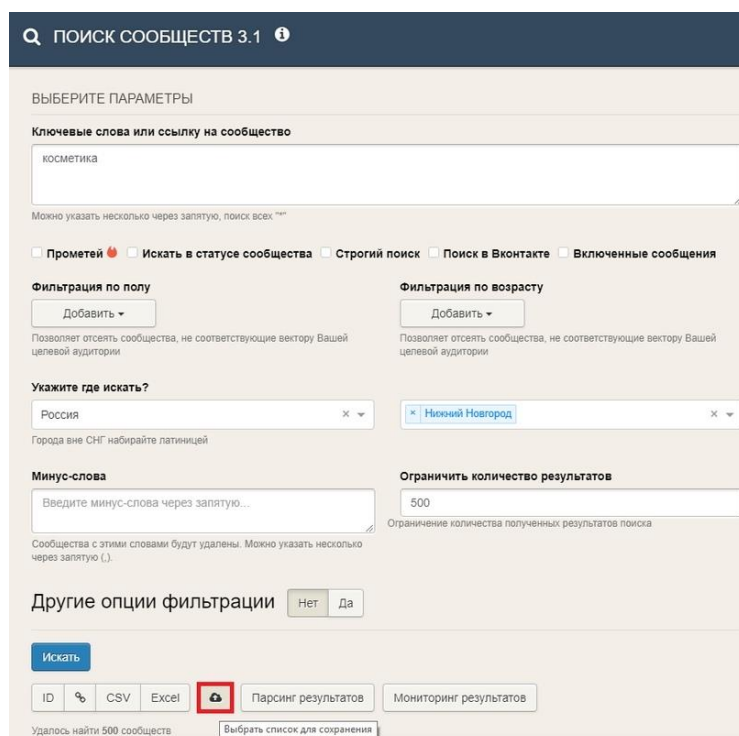 ПОИСК СООБЩЕСТВ 3.1
ВЫБЕРИТЕ ПАРАМЕТРЫ
Ключевые слова или ссылку на сообщество
косметика
Можно указать несколько через запятую, поиск всех "*"
Прометей Искать в статусе сообщества Строгий поиск Поиск в Вконтакте Включенные сообщения
Фильтрация по полу
Добавить
Позволяет отсеять сообщества, не соответствующие вектору Вашей
целевой аудитории
Фильтрация по возрасту
Добавить
Позволяет отсеять сообщества, не соответствующие вектору Вашей
целевой аудитории
Укажите где искать?
Россия ×
× Нижний Новгород ×
Города вне СНГ набирайте латиницей
Минус-слова
Введите минус-слова через запятую...
Сообщества с этими словами будут удалены. Можно указать несколько
через запятую (,).
Ограничить количество результатов
500
Ограничение количества полученных результатов поиска
Другие опции фильтрации Нет Да
Искать
ID CSV Excel Парсинг результатов Мониторинг результатов
Удалось найти 500 сообществ
Выбрать список для сохранения